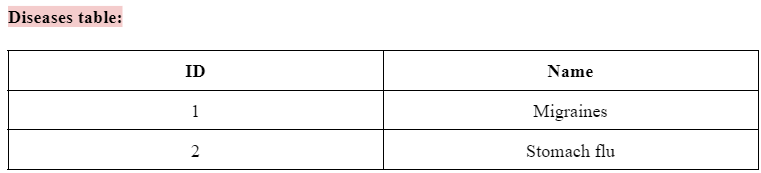 Diseases table:
ID Name
1 Migraines
2 Stomach flu